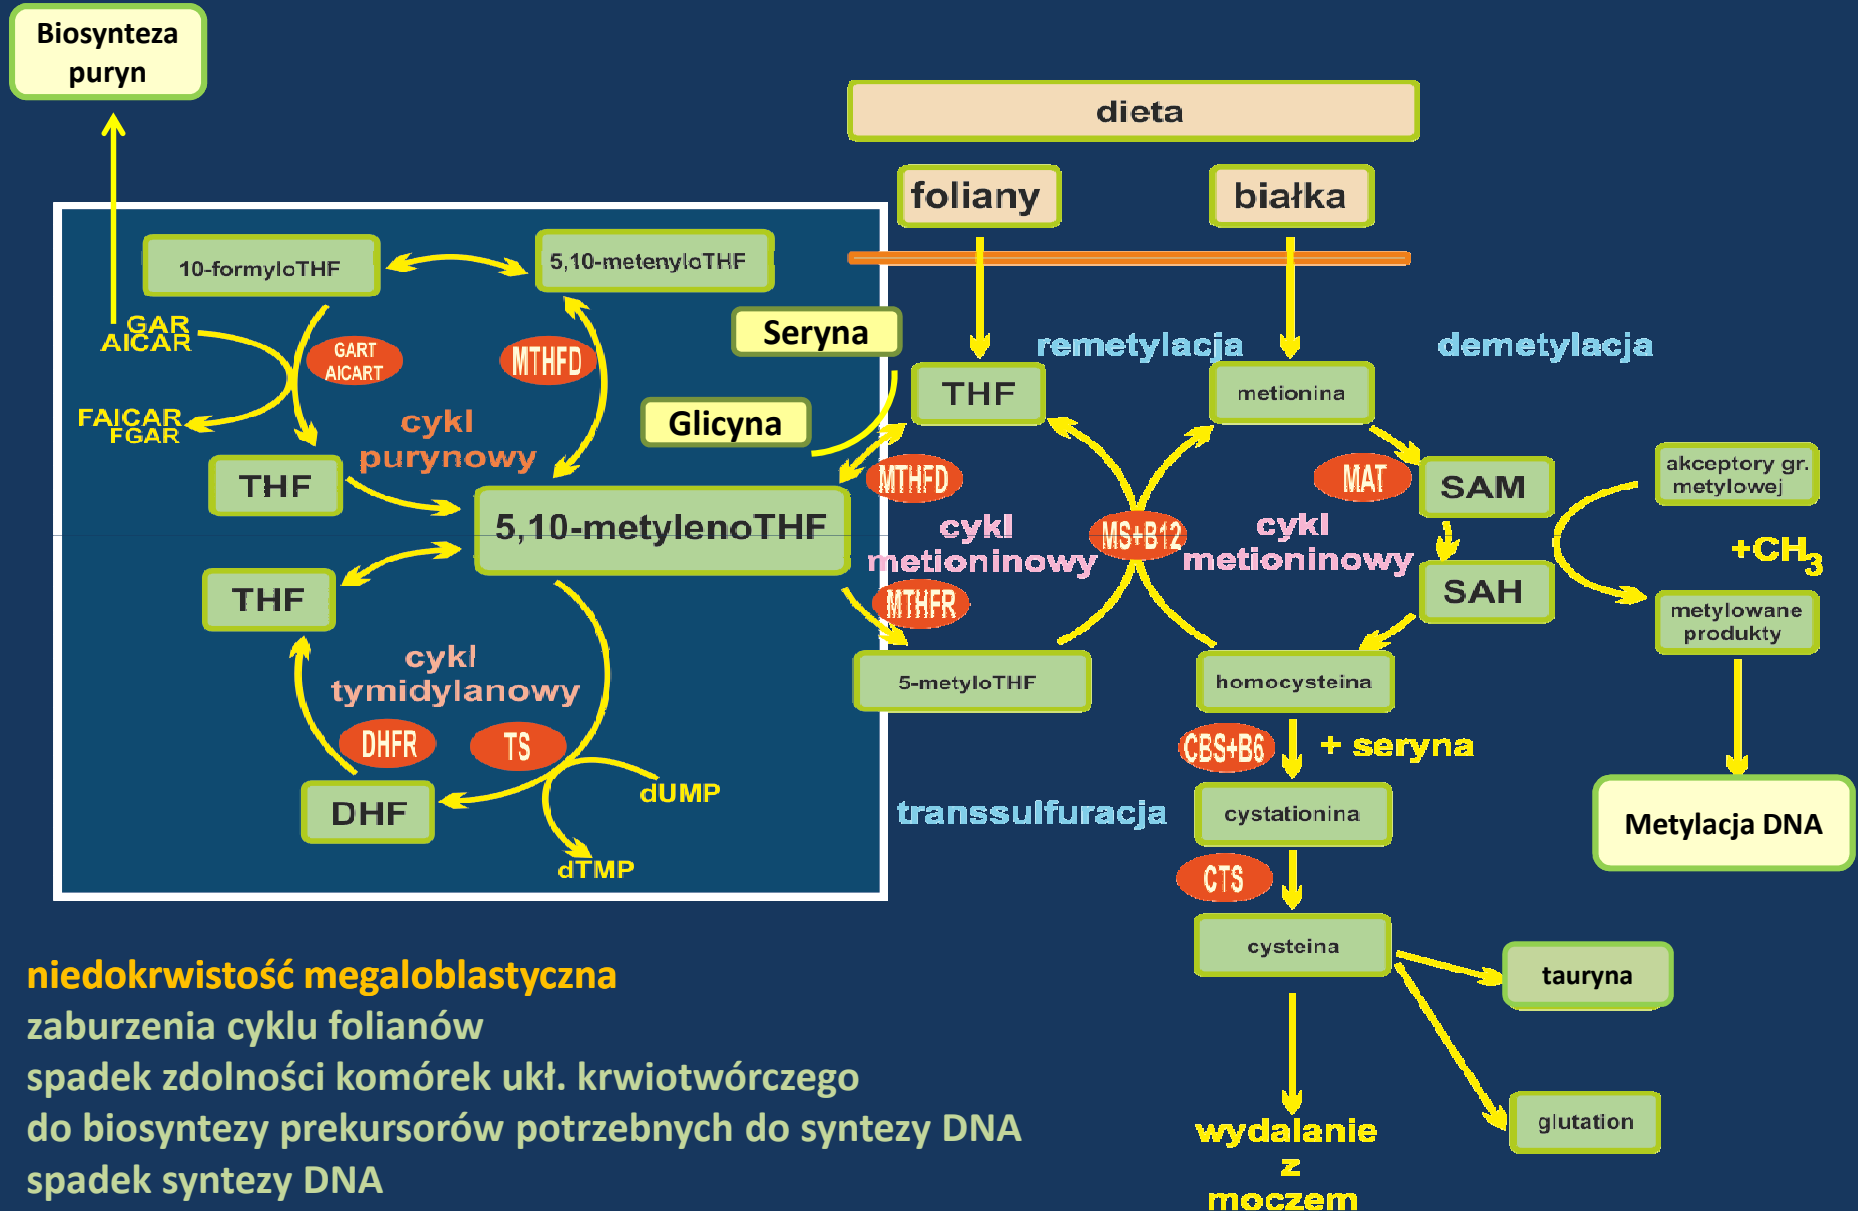 Biosynteza
puryn
dieta
foliany
białka
10-formyloTHF
5,10-metenyloTHF
GAR
AICAR
GART
AICART
MTHFD
Seryna
remetylacja
demetylacja
THF
metionina
FAICAR
FGAR
cykl
purynowy
Glicyna
THF
5,10-metylenoTHF
MTHFD
MAT
SAM
akceptory gr.
metylowej
cykl
metioninowy
MS+B12
cykl
metioninowy
+CH3
THF
MTHFR
SAH
metylowane
produkty
cykl
tymidylanowy
5-metyloTHF
homocysteina
DHFR
TS
CBS+B6
+ seryna
DHF
dUMP
transsulfuracja
cystationina
Metylacja DNA
dTMP
CTS
cysteina
tauryna
niedokrwistość megaloblastyczna
zaburzenia cyklu folianów
spadek zdolności komórek ukł. krwiotwórczego
do biosyntezy prekursorów potrzebnych do syntezy DNA
spadek syntezy DNA
glutation
wydalanie
z
moczem